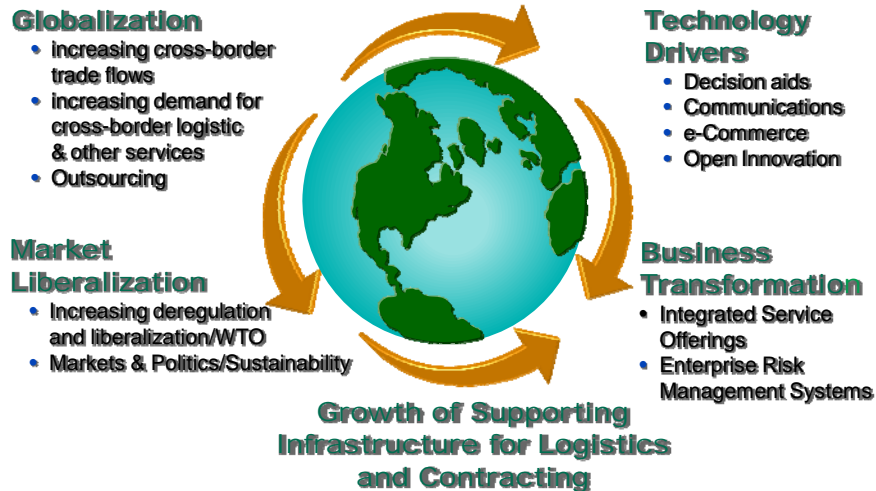 Globalization
• increasing cross-border
trade flows
• increasing demand for
cross-border logistic
& other services
• Outsourcing
Market
Liberalization
• Increasing deregulation
and liberalization/WTO
• Markets & Politics/Sustainability
Technology
Drivers
• Decision aids
• Communications
• e-Commerce
• Open Innovation
Business
Transformation
• Integrated Service
Offerings
• Enterprise Risk
Management Systems
Growth of Supporting
Infrastructure for Logistics
and Contracting